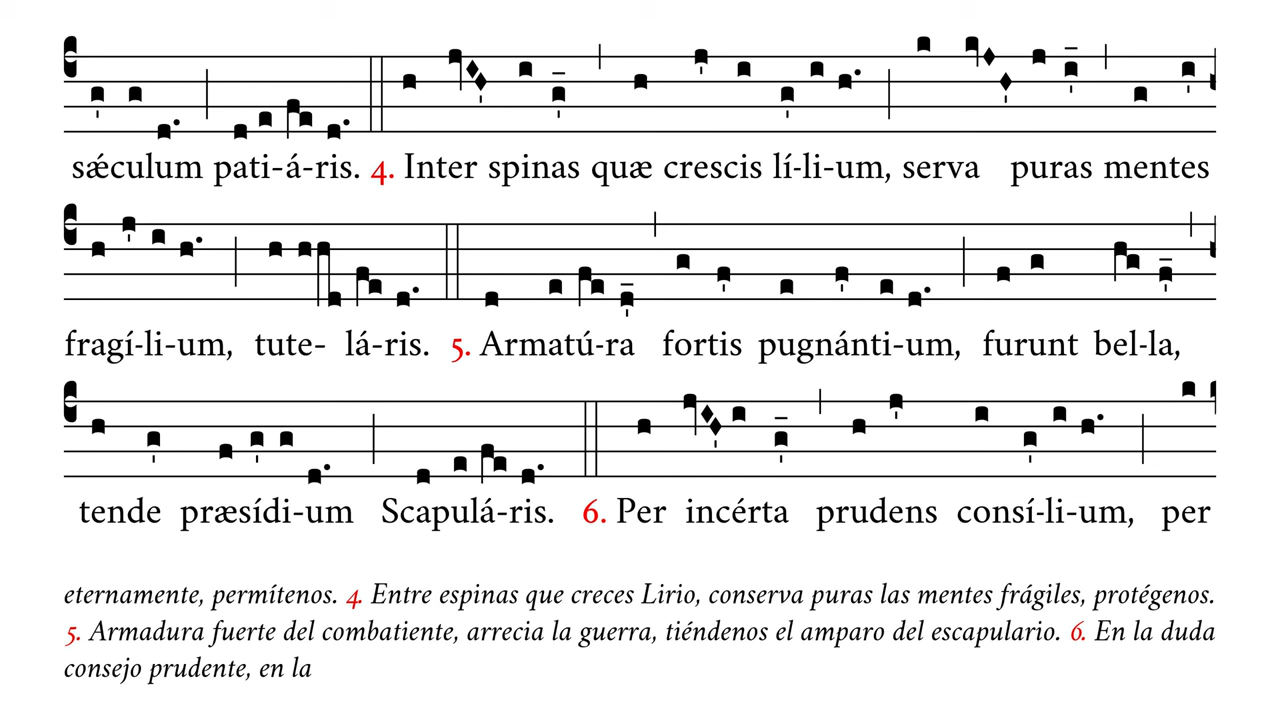 sǽculum pati-á-ris. 4. Inter spinas quæ crescis lí-li-um, serva puras mentes
fragí-li-um, tute- lá-ris. 5. Armatú-ra fortis pugnánti-um, furunt bel-la,
tende præsídi-um Scapulá-ris. 6. Per incérta prudens consí-li-um, per
eternamente, permítenos. 4. Entre espinas que creces Lirio, conserva puras las mentes frágiles, protégenos.
5. Armadura fuerte del combatiente, arrecia la guerra, tiéndenos el amparo del escapulario. 6. En la duda
consejo prudente, en la